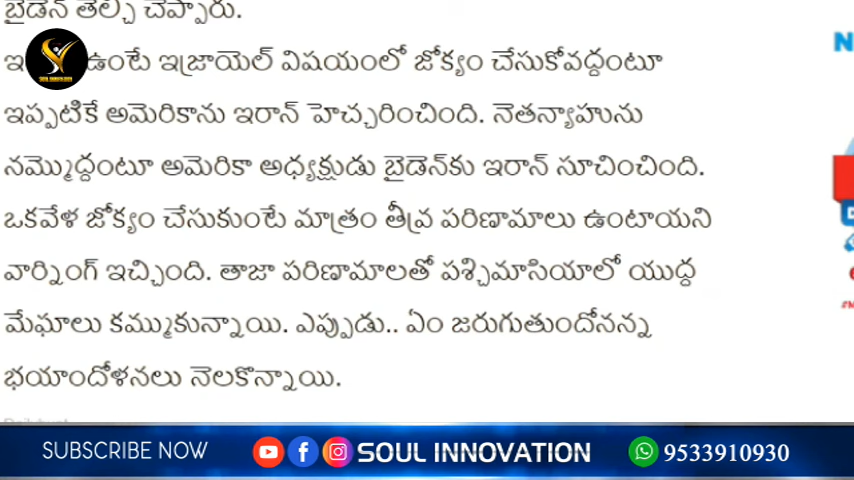 బైడెన్ తేల్చి చెప్పారు.
ఉంటే ఇజ్రాయెల్ విషయంలో జోక్యం చేసుకోవద్దంటూ
ఇప్పటికే అమెరికాను ఇరాన్ హెచ్చరించింది. నెతన్యాహును
నమ్మొద్దంటూ అమెరికా అధ్యక్షుడు బైడెన్‌కు ఇరాన్ సూచించింది.
ఒకవేళ జోక్యం చేసుకుంటే మాత్రం తీవ్ర పరిణామాలు ఉంటాయని
వార్నింగ్ ఇచ్చింది. తాజా పరిణామాలతో పశ్చిమాసియాలో యుద్ధ
మేఘాలు కమ్ముకున్నాయి. ఎప్పుడు.. ఏం జరుగుతుందోనన్న
భయాందోళనలు నెలకొన్నాయి.
SUBSCRIBE NOW SOUL INNOVATION 9533910930